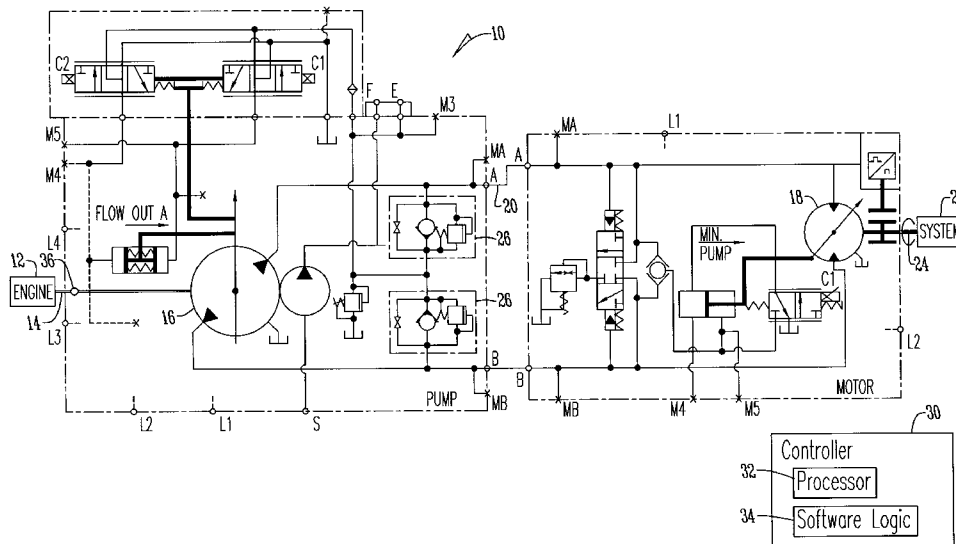 10
C2
C1
F
E
M3
M5
M4
MA
A
20
FLOW OUT A
L4
12
36
ENGINE
14
16
L3
26
26
B
PUMP
MB
L2
L1
S
MA
L1
A
18
SYSTEM
24
MIN.
PUMP
C1
L2
B
MOTOR
MB
M4
M5
30
Controller
32
Processor
34
Software Logic